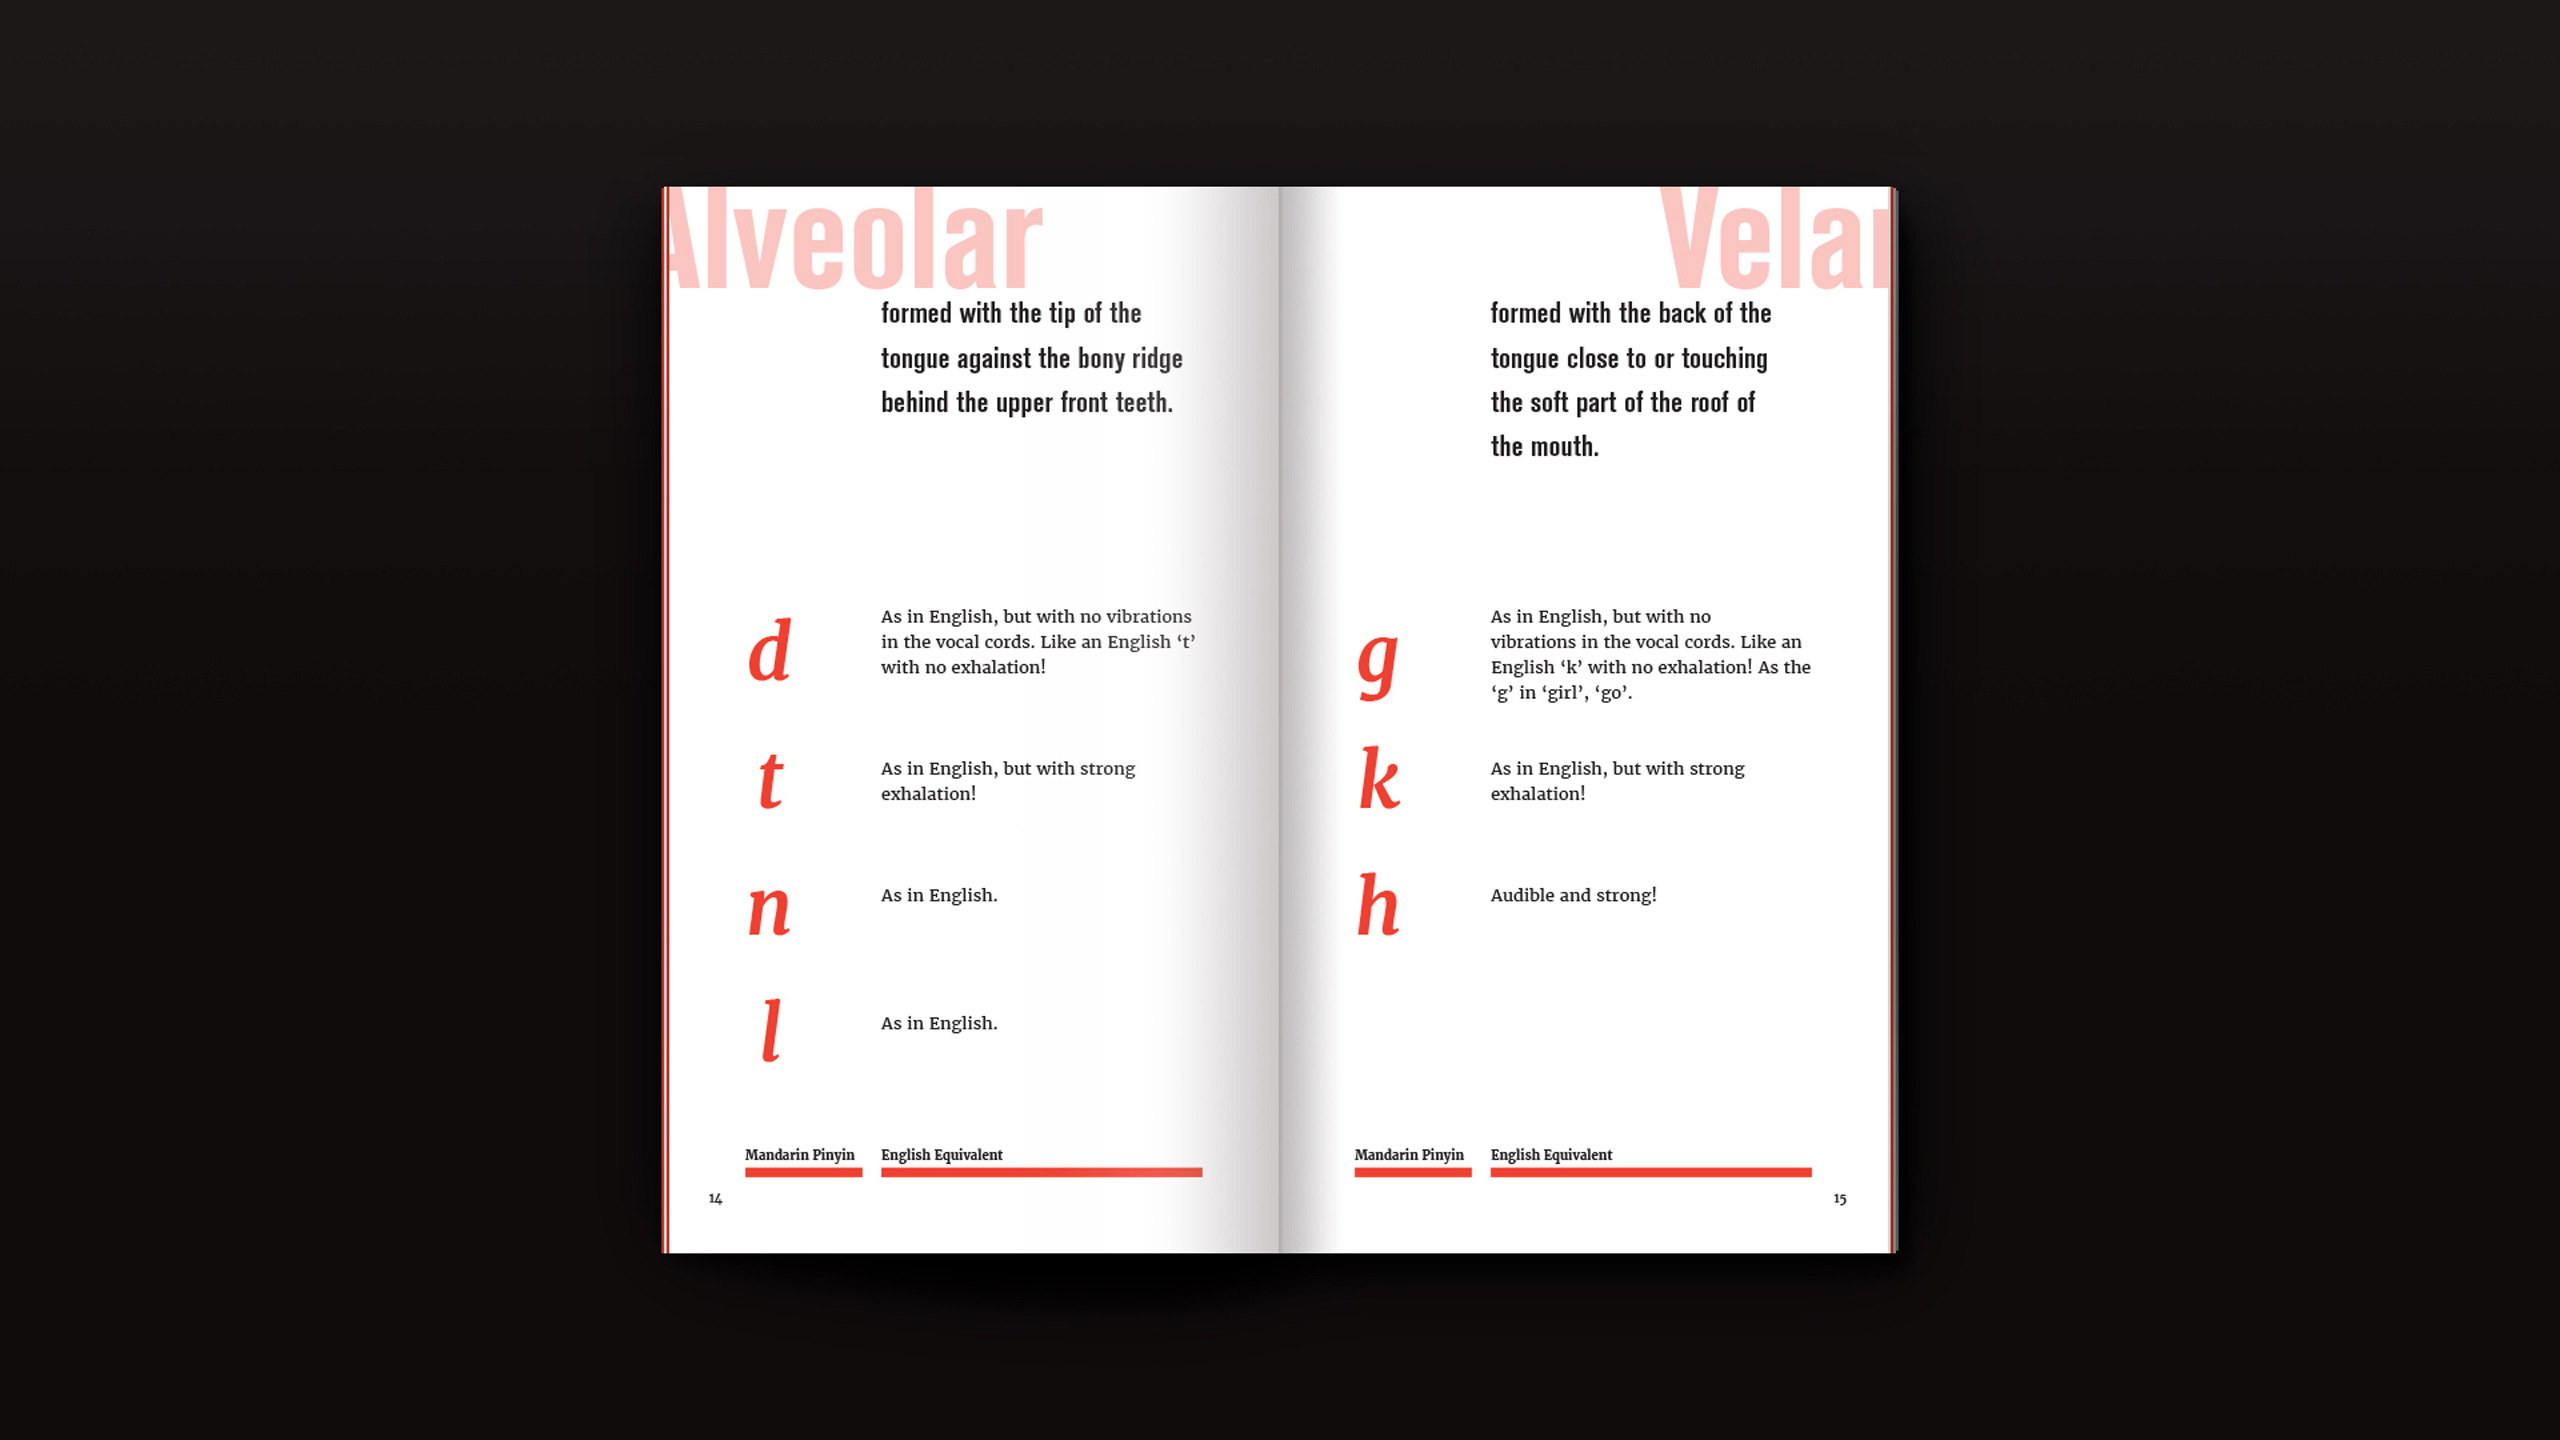 Alveolar
formed with the tip of the
tongue against the bony ridge
behind the upper front teeth.
d
As in English, but with no vibrations
in the vocal cords. Like an English ‘t’
with no exhalation!
t
As in English, but with strong
exhalation!
n
As in English.
l
As in English.
Mandarin Pinyin
English Equivalent
14
Velar
formed with the back of the
tongue close to or touching
the soft part of the roof of
the mouth.
g
As in English, but with no
vibrations in the vocal cords. Like an
English ‘k’ with no exhalation! As the
‘g’ in ‘girl’, ‘go’.
k
As in English, but with strong
exhalation!
h
Audible and strong!
Mandarin Pinyin
English Equivalent
15